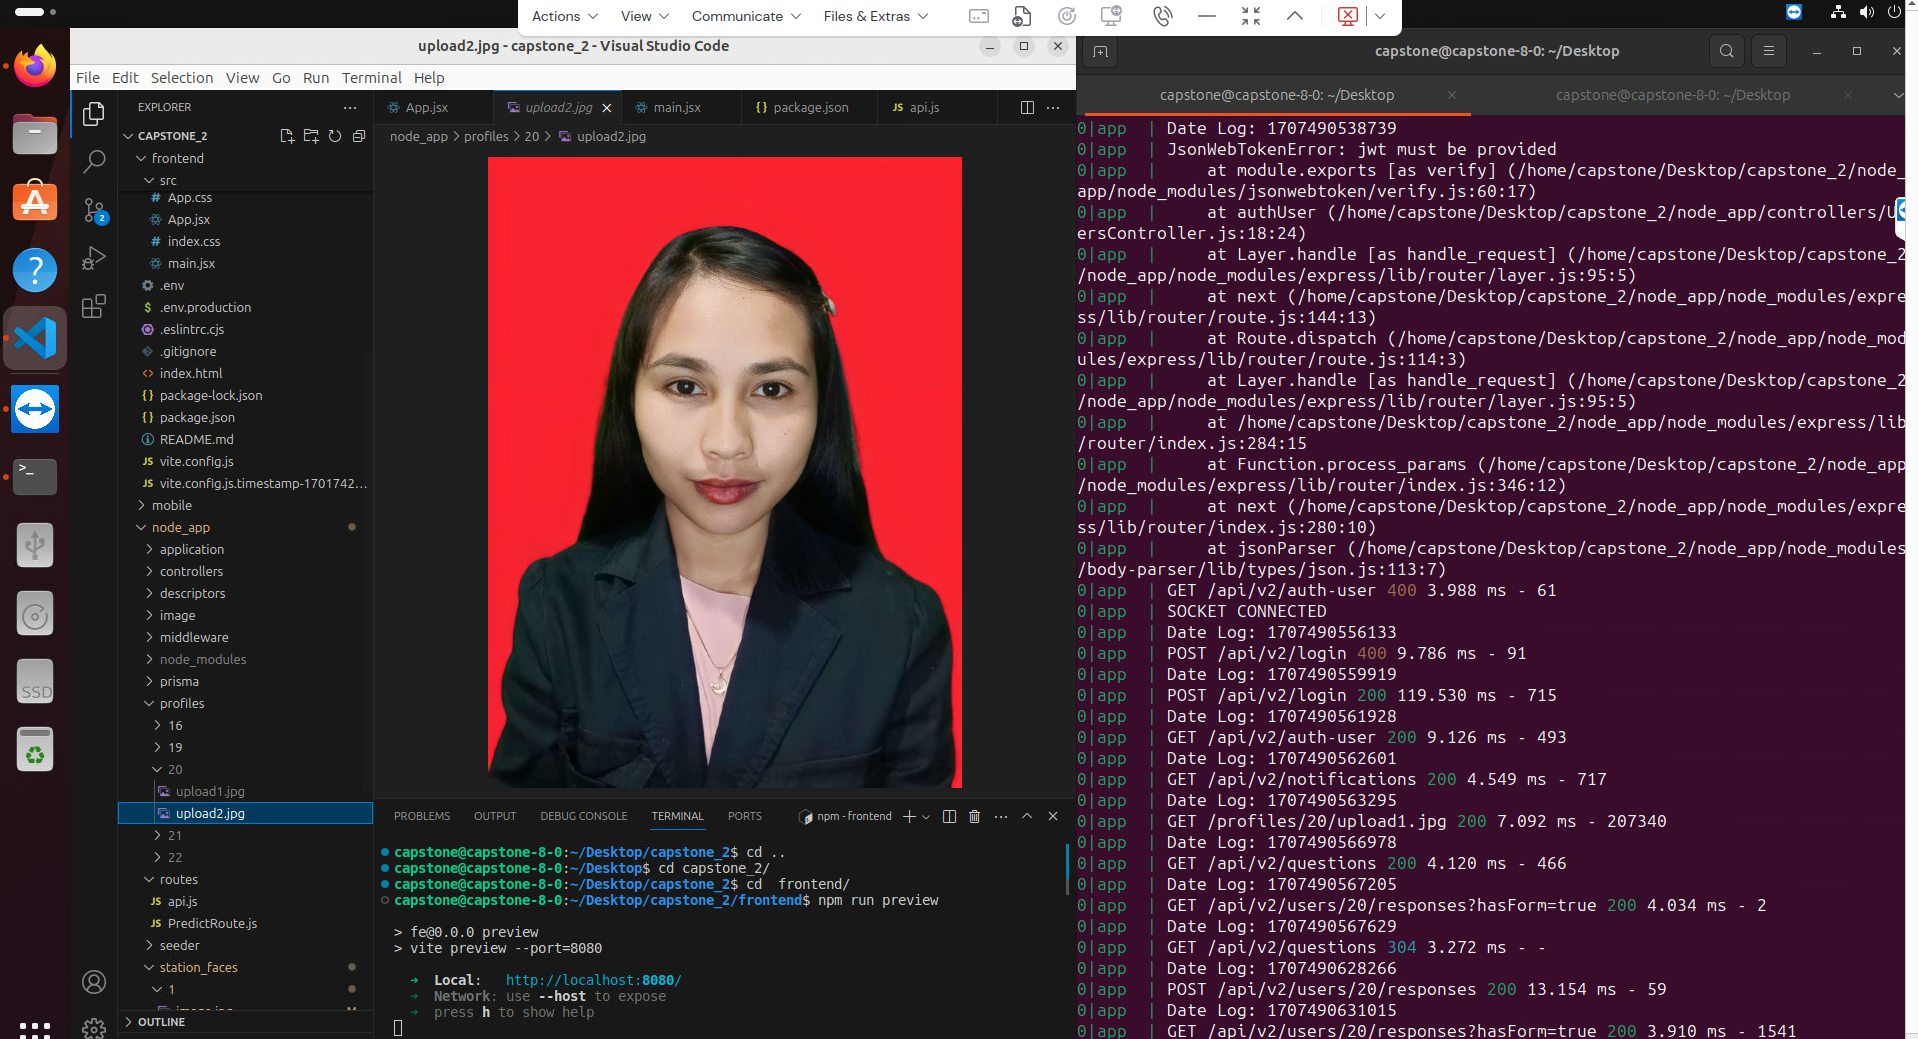 Actions View Communicate Files & Extras
upload2.jpg - capstone_2 - Visual Studio Code
File Edit Selection View Go Run Terminal Help
EXPLORER
CAPSTONE_2
frontend
src
# App.css
App.jsx
# index.css
main.jsx
.env
$ .env.production
.eslintrc.cjs
.gitignore
<> index.html
{} package-lock.json
{} package.json
README.md
JS vite.config.js
JS vite.config.js.timestamp-1701742...
mobile
node_app
application
controllers
descriptors
image
middleware
node_modules
prisma
profiles
16
19
20
upload1.jpg
upload2.jpg
21
22
routes
JS api.js
JS PredictRoute.js
seeder
station_faces
1
OUTLINE
2
SSD
App.jsx upload2.jpg main.jsx {} package.json JS api.js
node_app > profiles > 20 > upload2.jpg
PROBLEMS OUTPUT DEBUG CONSOLE TERMINAL PORTS npm - frontend
capstone@capstone-8-0:~/Desktop/capstone_2$ cd ..
capstone@capstone-8-0:~/Desktop$ cd capstone_2/
capstone@capstone-8-0:~/Desktop/capstone_2$ cd  frontend/
capstone@capstone-8-0:~/Desktop/capstone_2/frontend$ npm run preview
> fe@0.0.0 preview
> vite preview --port=8080
➜  Local:   http://localhost:8080/
➜  Network: use --host to expose
➜  press h to show help
capstone@capstone-8-0: ~/Desktop
capstone@capstone-8-0: ~/Desktop capstone@capstone-8-0: ~/Desktop
0|app  | Date Log: 1707490538739
0|app  | JsonWebTokenError: jwt must be provided
0|app  |     at module.exports [as verify] (/home/capstone/Desktop/capstone_2/node_
app/node_modules/jsonwebtoken/verify.js:60:17)
0|app  |     at authUser (/home/capstone/Desktop/capstone_2/node_app/controllers/U
ersController.js:18:24)
0|app  |     at Layer.handle [as handle_request] (/home/capstone/Desktop/capstone_2
/node_app/node_modules/express/lib/router/layer.js:95:5)
0|app  |     at next (/home/capstone/Desktop/capstone_2/node_app/node_modules/expre
ss/lib/router/route.js:144:13)
0|app  |     at Route.dispatch (/home/capstone/Desktop/capstone_2/node_app/node_mod
ules/express/lib/router/route.js:114:3)
0|app  |     at Layer.handle [as handle_request] (/home/capstone/Desktop/capstone_2
/node_app/node_modules/express/lib/router/layer.js:95:5)
0|app  |     at /home/capstone/Desktop/capstone_2/node_app/node_modules/express/lib
/router/index.js:284:15
0|app  |     at Function.process_params (/home/capstone/Desktop/capstone_2/node_app
/node_modules/express/lib/router/index.js:346:12)
0|app  |     at next (/home/capstone/Desktop/capstone_2/node_app/node_modules/expre
ss/lib/router/index.js:280:10)
0|app  |     at jsonParser (/home/capstone/Desktop/capstone_2/node_app/node_modules
/body-parser/lib/types/json.js:113:7)
0|app  | GET /api/v2/auth-user 400 3.988 ms - 61
0|app  | SOCKET CONNECTED
0|app  | Date Log: 1707490556133
0|app  | POST /api/v2/login 400 9.786 ms - 91
0|app  | Date Log: 1707490559919
0|app  | POST /api/v2/login 200 119.530 ms - 715
0|app  | Date Log: 1707490561928
0|app  | GET /api/v2/auth-user 200 9.126 ms - 493
0|app  | Date Log: 1707490562601
0|app  | GET /api/v2/notifications 200 4.549 ms - 717
0|app  | Date Log: 1707490563295
0|app  | GET /profiles/20/upload1.jpg 200 7.092 ms - 207340
0|app  | Date Log: 1707490566978
0|app  | GET /api/v2/questions 200 4.120 ms - 466
0|app  | Date Log: 1707490567205
0|app  | GET /api/v2/users/20/responses?hasForm=true 200 4.034 ms - 2
0|app  | Date Log: 1707490567629
0|app  | GET /api/v2/questions 304 3.272 ms - -
0|app  | Date Log: 1707490628266
0|app  | POST /api/v2/users/20/responses 200 13.154 ms - 59
0|app  | Date Log: 1707490631015
0|app  | GET /api/v2/users/20/responses?hasForm=true 200 3.910 ms - 1541